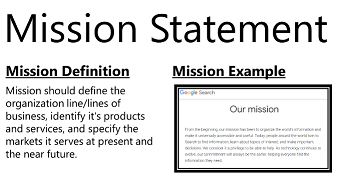 Mission Statement
Mission Definition
Mission should define the
organization line/lines of
business, identify it's products
and services, and specify the
markets it serves at present and
the near future.
Mission Example
Google Search
Our mission
From the beginning, our mission has been to organize the world's information and
make it universally accessible and useful. Today, people around the world turn to
Search to find information, learn about topics of interest, and make important
decisions. We consider it a privilege to be able to help. As technology continues to
evolve, our commitment will always be the same: helping everyone find the
information they need.